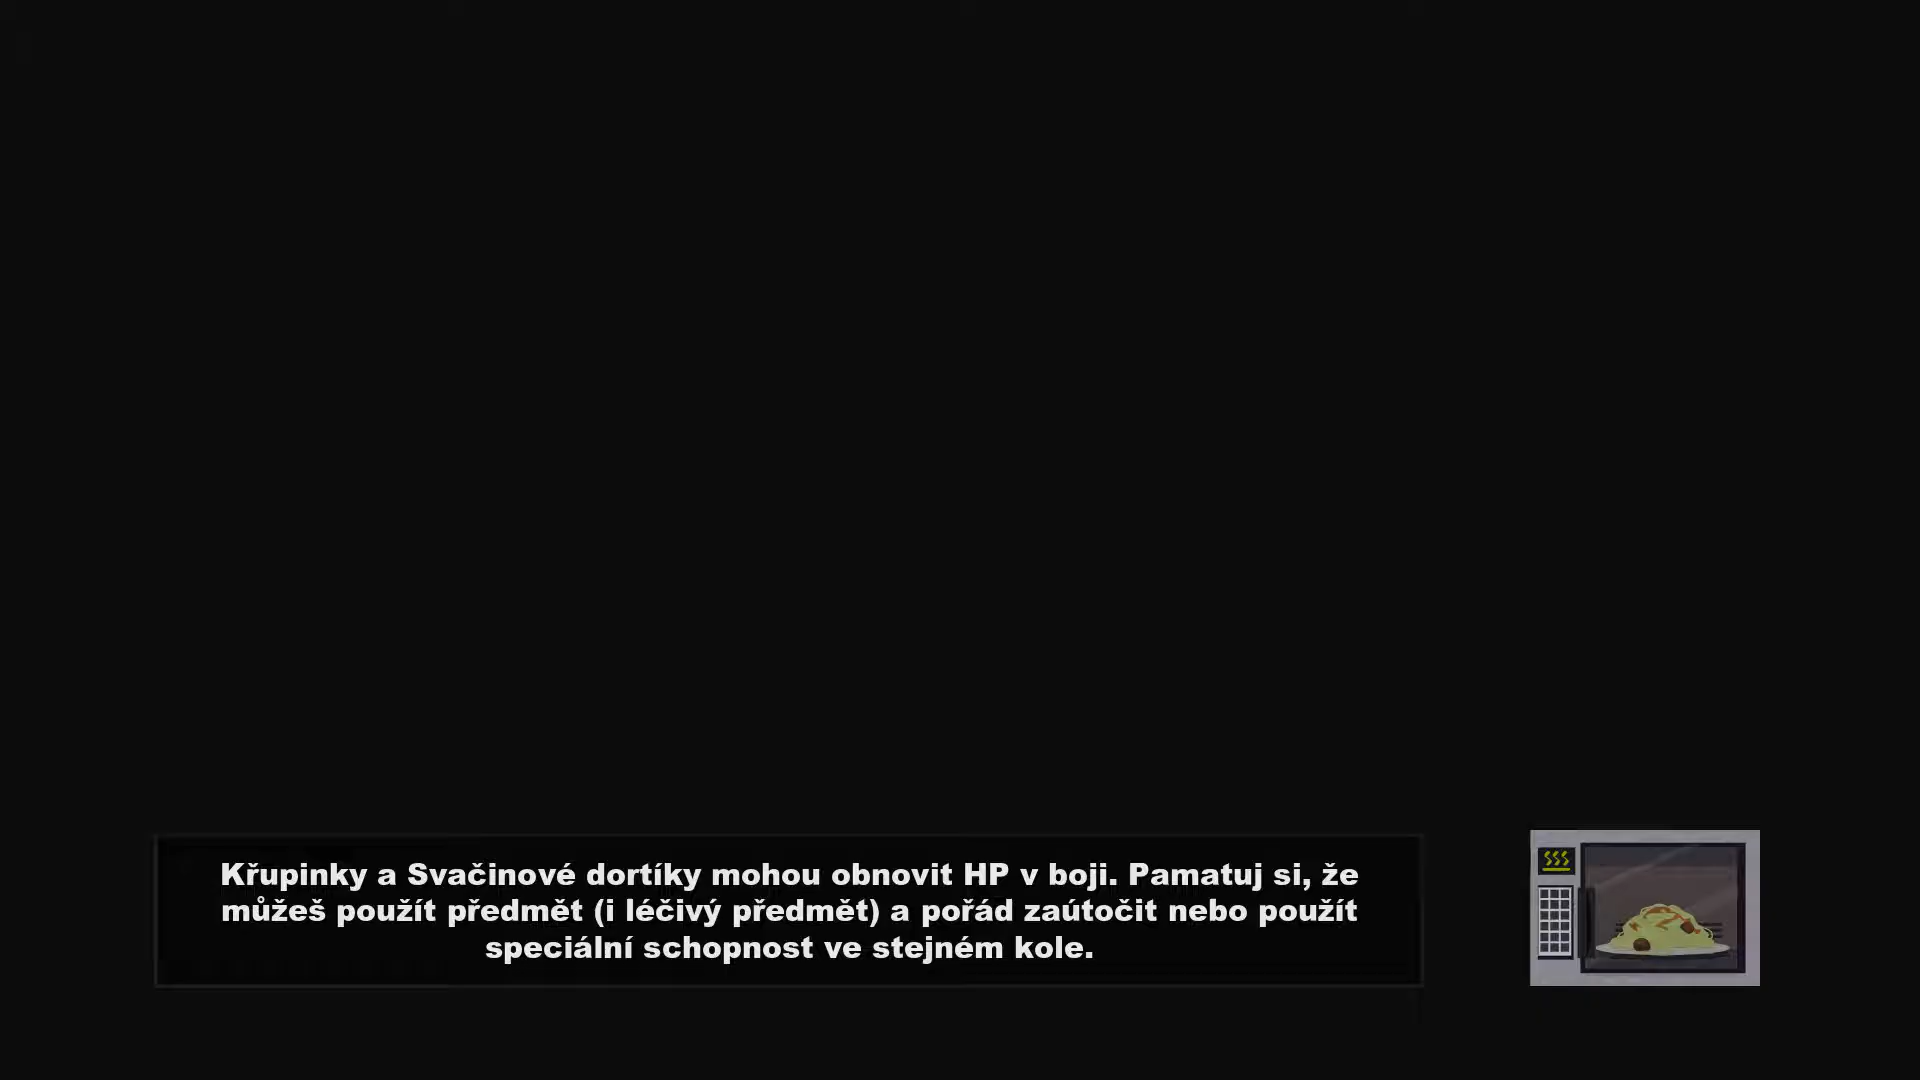 Křupinky a Svačinové dortíky mohou obnovit HP v boji. Pamatuj si, že
můžeš použít předmět (i léčivý předmět) a pořád zaútočit nebo použít
speciální schopnost ve stejném kole.